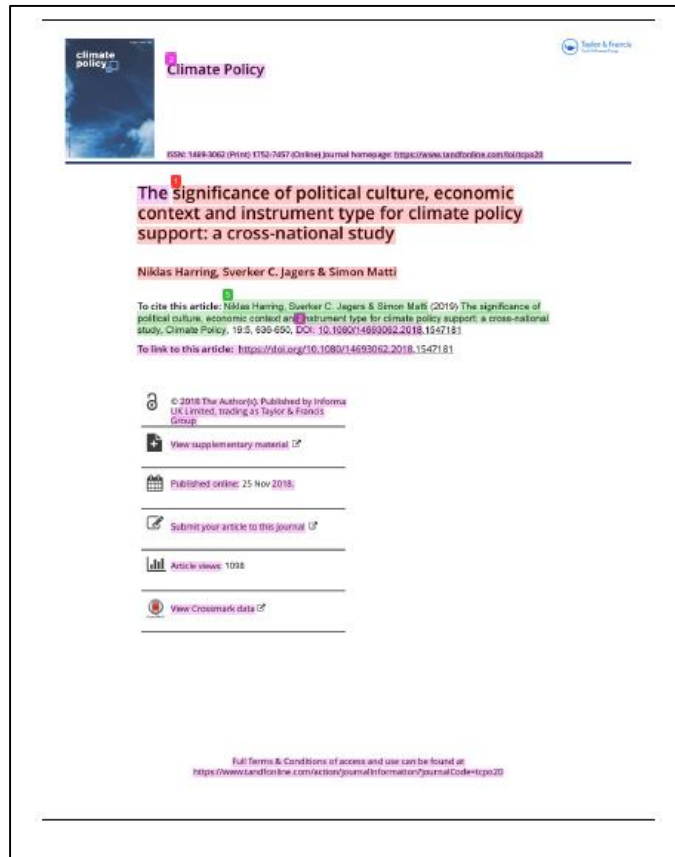 climate
policy
Taylor & Francis
Climate Policy
ISSN: 1469-3062 (Print) 1752-7457 (Online) Journal homepage: https://www.tandfonline.com/loi/tcpo20
1
The significance of political culture, economic
context and instrument type for climate policy
support: a cross-national study
Niklas Harring, Sverker C. Jagers & Simon Matti
To cite this article: Niklas Harring, Sverker C. Jagers & Simon Matti (2019) The significance of
political culture, economic context and instrument type for climate policy support: a cross-national
study, Climate Policy, 19:5, 636-650, DOI: 10.1080/14693062.2018.1547181
To link to this article: https://doi.org/10.1080/14693062.2018.1547181
© 2018 The Author(s). Published by Informa
UK Limited, trading as Taylor & Francis
Group
View supplementary material
Published online: 25 Nov 2018.
Submit your article to this journal
Article views: 1098
View Crossmark data
Full Terms & Conditions of access and use can be found at
https://www.tandfonline.com/action/journalInformation?journalCode=tcpo20